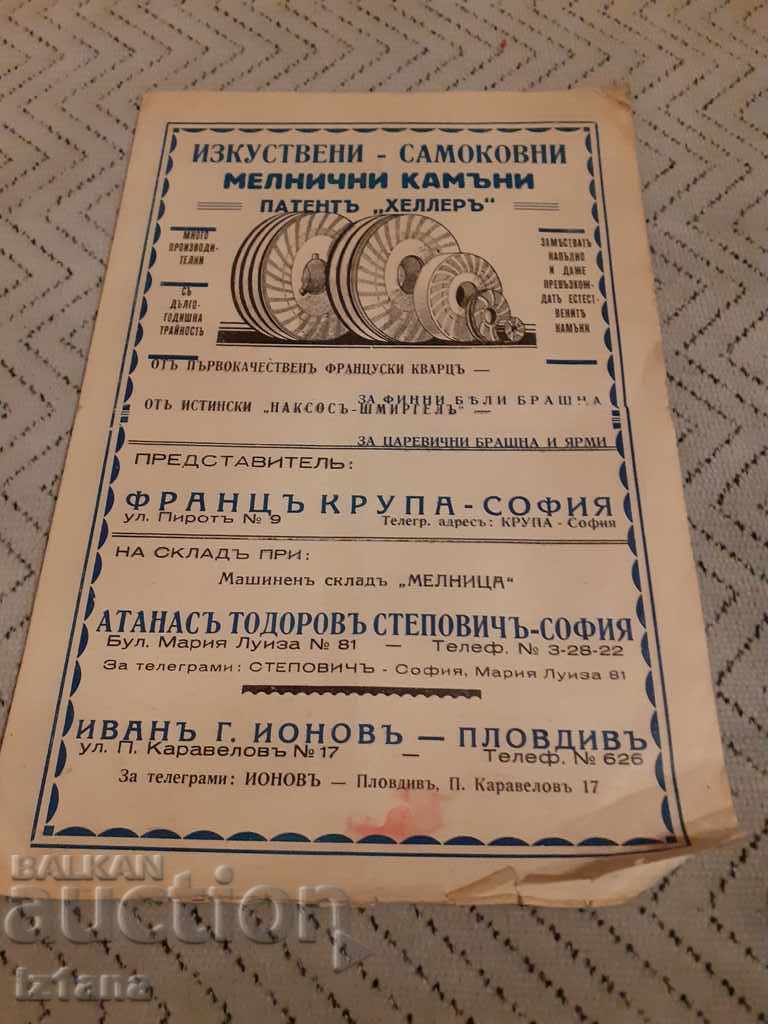 ИЗКУСТВЕНИ - САМОКОВНИ
МЕЛНИЧНИ КАМЪНИ
ПАТЕНТЪ „ХЕЛЛЕРЪ“
МНОГО
ПРОИЗВОДИ-
ТЕЛНИ
СЪ
ДЪЛГО-
ГОДИШНА
ТРАЙНОСТЬ
ЗАМѢСТВАТЪ
НАПЪЛНО
И ДАЖЕ
ПРЕВЪЗХОЖ-
ДАТЪ ЕСТЕСТ-
ВЕНИТѢ
КАМЪНИ
ОТЪ ПЪРВОКАЧЕСТВЕНЪ ФРАНЦУСКИ КВАРЦЪ —
ЗА ФИННИ БѢЛИ БРАШНА
ОТЪ ИСТИНСКИ „НАКСОСЪ-ШМИРГЕЛЪ“ —
ЗА ЦАРЕВИЧНИ БРАШНА И ЯРМИ
ПРЕДСТАВИТЕЛЬ:
ФРАНЦЪ КРУПА - СОФИЯ
ул. Пиротъ № 9 Телегр. адресъ: КРУПА - София
НА СКЛАДЪ ПРИ:
Машиненъ складъ „МЕЛНИЦА“
АТАНАСЪ ТОДОРОВЪ СТЕПОВИЧЪ-СОФИЯ
Бул. Мария Луиза № 81 — Телеф. № 3-28-22
За телеграми: СТЕПОВИЧЪ - София, Мария Луиза 81
ИВАНЪ Г. ИОНОВЪ — ПЛОВДИВЪ
ул. П. Каравеловъ № 17 — Телеф. № 626
За телеграми: ИОНОВЪ — Пловдивъ, П. Каравеловъ 17
BALKAN
auction
Iz1ana